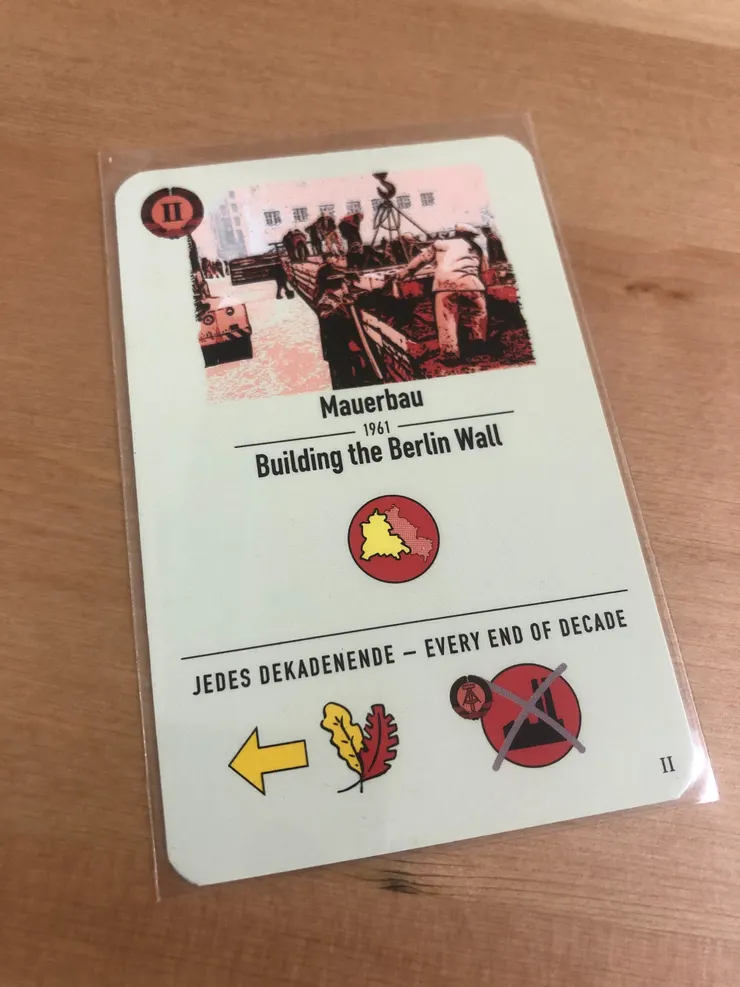 II
Mauerbau
1961
Building the Berlin Wall
JEDES DEKADENENDE – EVERY END OF DECADE
II